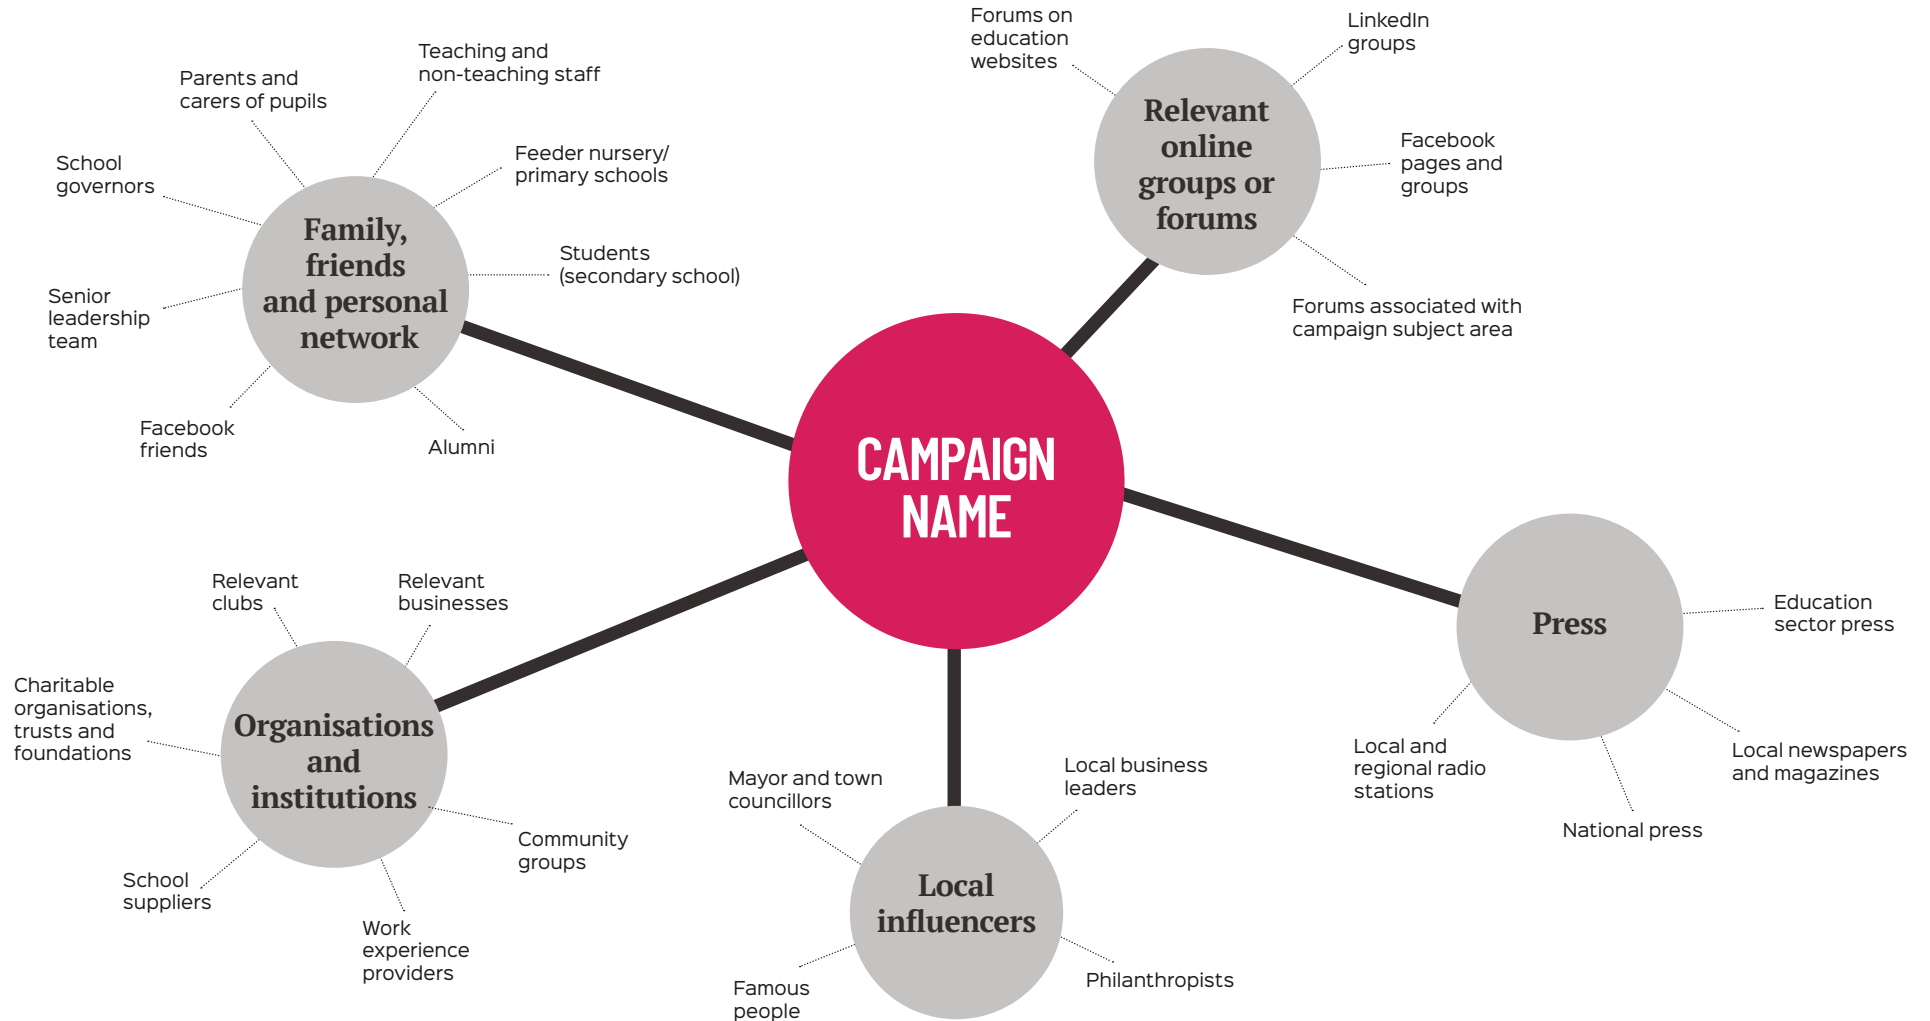 Forums on
education
websites
LinkedIn
groups
Teaching and
non-teaching staff
Parents and
carers of pupils
Relevant
online
groups or
forums
Facebook
pages and
groups
Feeder nursery/
primary schools
School
governors
Family,
friends
and personal
network
Students
(secondary school)
Senior
leadership
team
Forums associated with
campaign subject area
Facebook
friends
Alumni
CAMPAIGN
NAME
Relevant
clubs
Relevant
businesses
Press
Education
sector press
Charitable
organisations,
trusts and
foundations
Organisations
and
institutions
Local and
regional radio
stations
Local newspapers
and magazines
Mayor and town
councillors
Local business
leaders
National press
Community
groups
School
suppliers
Work
experience
providers
Local
influencers
Famous
people
Philanthropists